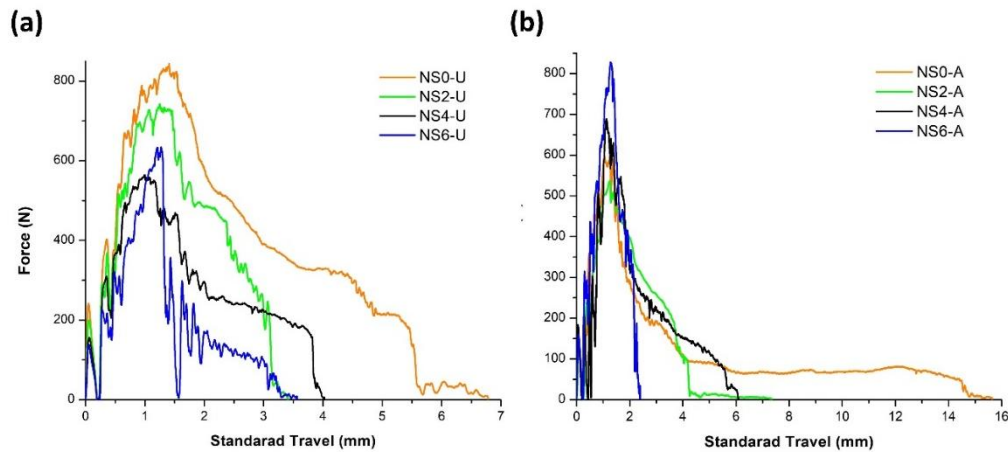 (a)
NS0-U
NS2-U
NS4-U
NS6-U
800
600
400
200
0
Force (N)
0 1 2 3 4 5 6 7
Standarad Travel (mm)
(b)
NS0-A
NS2-A
NS4-A
NS6-A
800
700
600
500
400
300
200
100
0
0 2 4 6 8 10 12 14 16
Standarad Travel (mm)